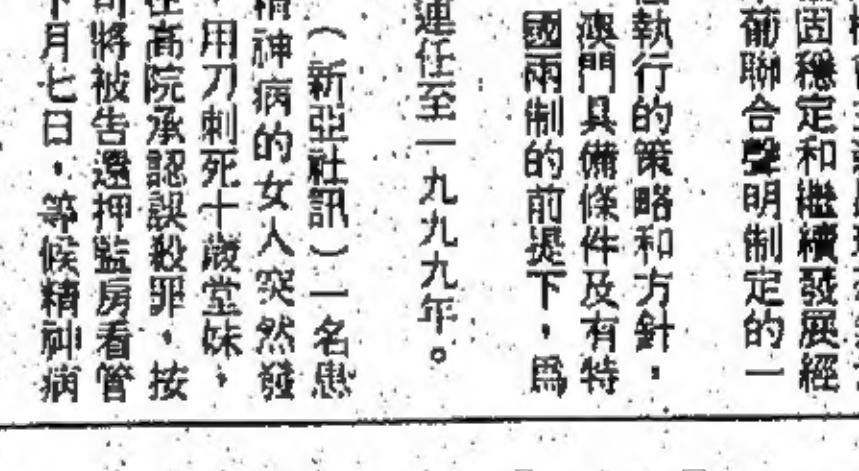 固穩定和繼續發展經
葡聯合聲明制定的一
執行的策略和方針,
澳門具備條件及有特
國兩制的前提下,爲
連任至一九九九年。
(新亞社訊)一名患
精神病的女人突然發
用刀刺死十歲堂妹,
在高院承認誤殺罪,按
將被告還押監房看管
月七日,等候精神病